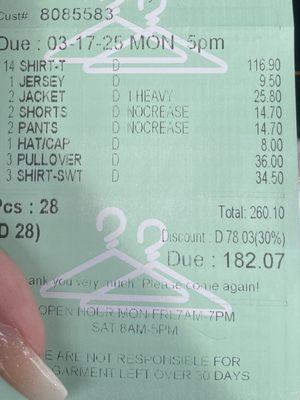 Cust# 8085583
Due : 03-17-25 MON 5pm
14 SHIRT-T D 116.90
1 JERSEY D 9.50
2 JACKET D 1 HEAVY 25.80
2 SHORTS D NOCREASE 14.70
2 PANTS D NOCREASE 14.70
1 HAT/CAP D 8.00
3 PULLOVER D 36.00
3 SHIRT-SWT D 34.50
Pcs : 28 Total: 260.10
(D 28) Discount : D 78.03(30%)
Due : 182.07
ank you very much. Please come again!
OPEN HOUR MON FRI 7AM-7PM
SAT 8AM-5PM
E ARE NOT RESPONSIBLE FOR
GARMENT LEFT OVER 30 DAYS